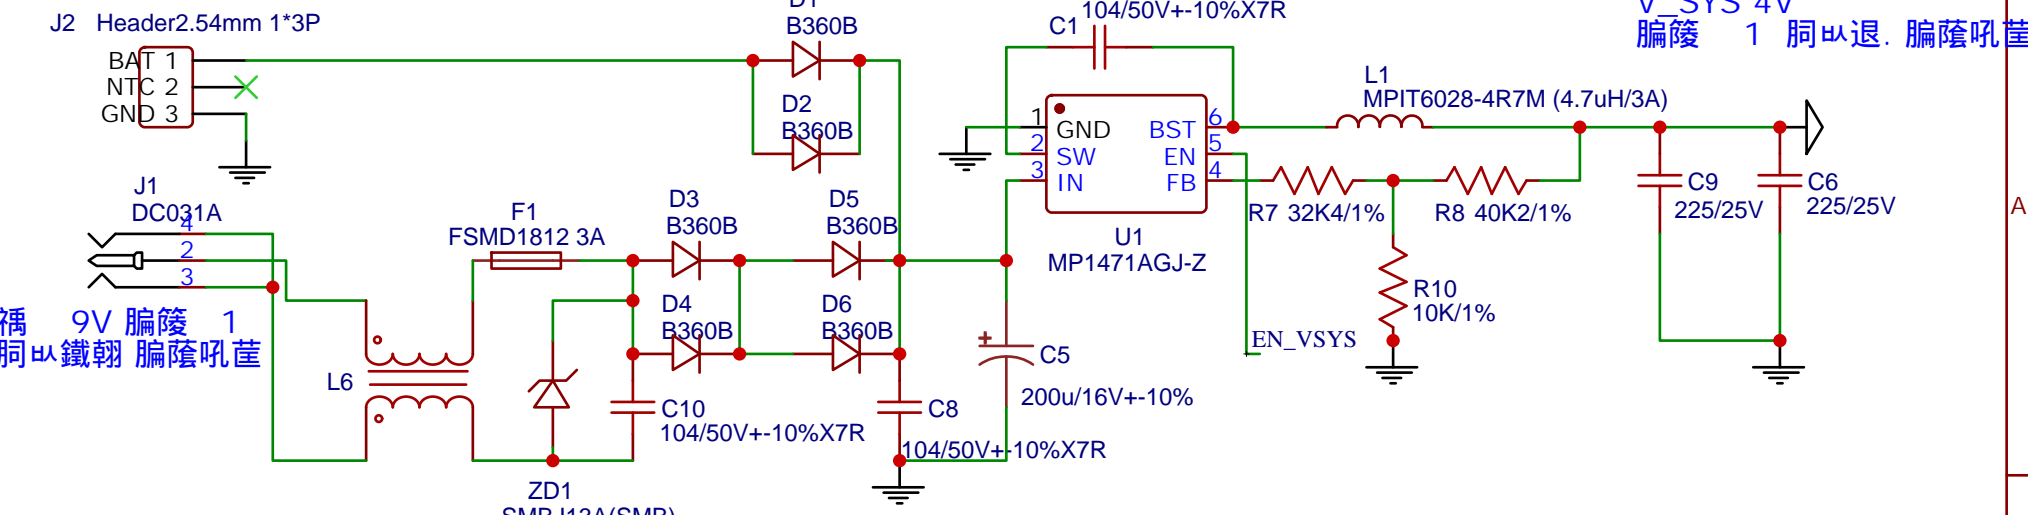 J2 Header2.54mm 1*3P
BAT 1
NTC 2
GND 3
J1
DC031A
4
2
3
9V 1
L6
F1
FSMD1812 3A
ZD1
D1
B360B
D2
B360B
D3
B360B
D4
B360B
D5
B360B
D6
B360B
C10
104/50V+-10%X7R
C8
104/50V+-10%X7R
C5
200u/16V+-10%
C1
104/50V+-10%X7R
1 GND
2 SW
3 IN
BST 6
EN 5
FB 4
U1
MP1471AGJ-Z
EN_VSYS
L1
MPIT6028-4R7M (4.7uH/3A)
R7 32K4/1%
R8 40K2/1%
R10
10K/1%
C9
225/25V
C6
225/25V
V_SYS 4V
1
A